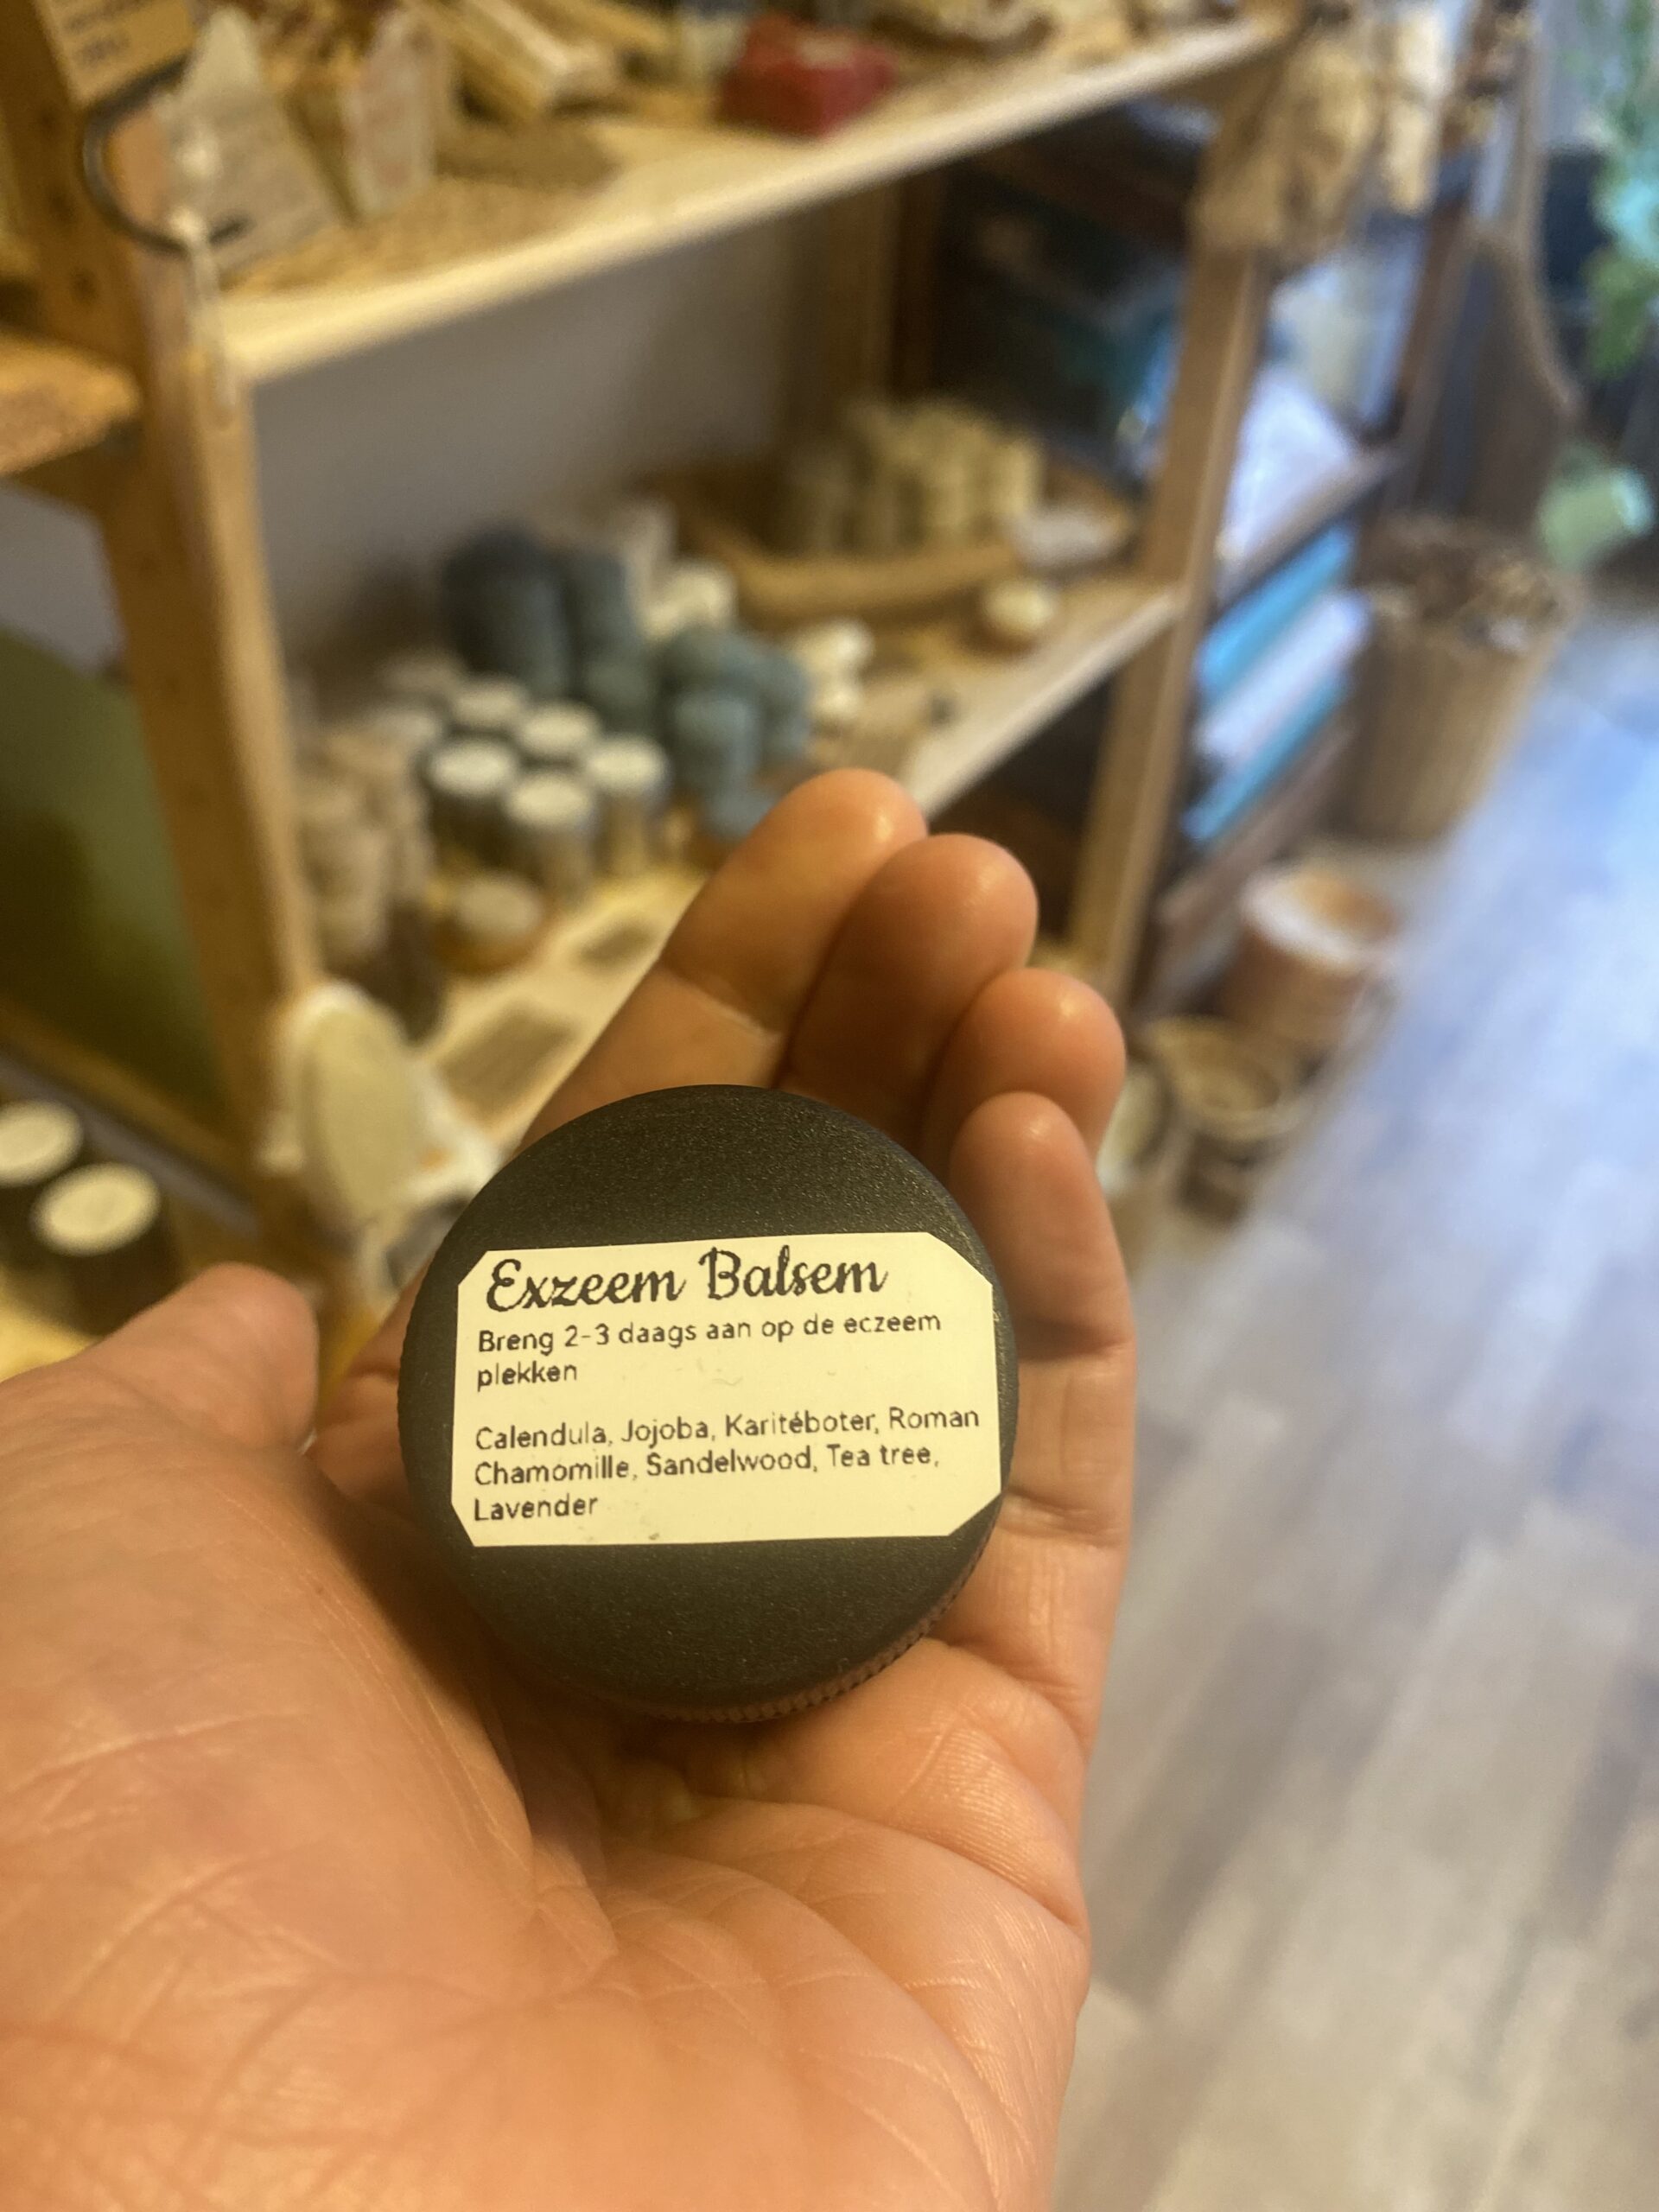 Exzeem Balsem
Breng 2-3 daags aan op de eczeem
plekken
Calendula, Jojoba, Karitéboter, Roman
Chamomille, Sandelwood, Tea tree,
Lavender